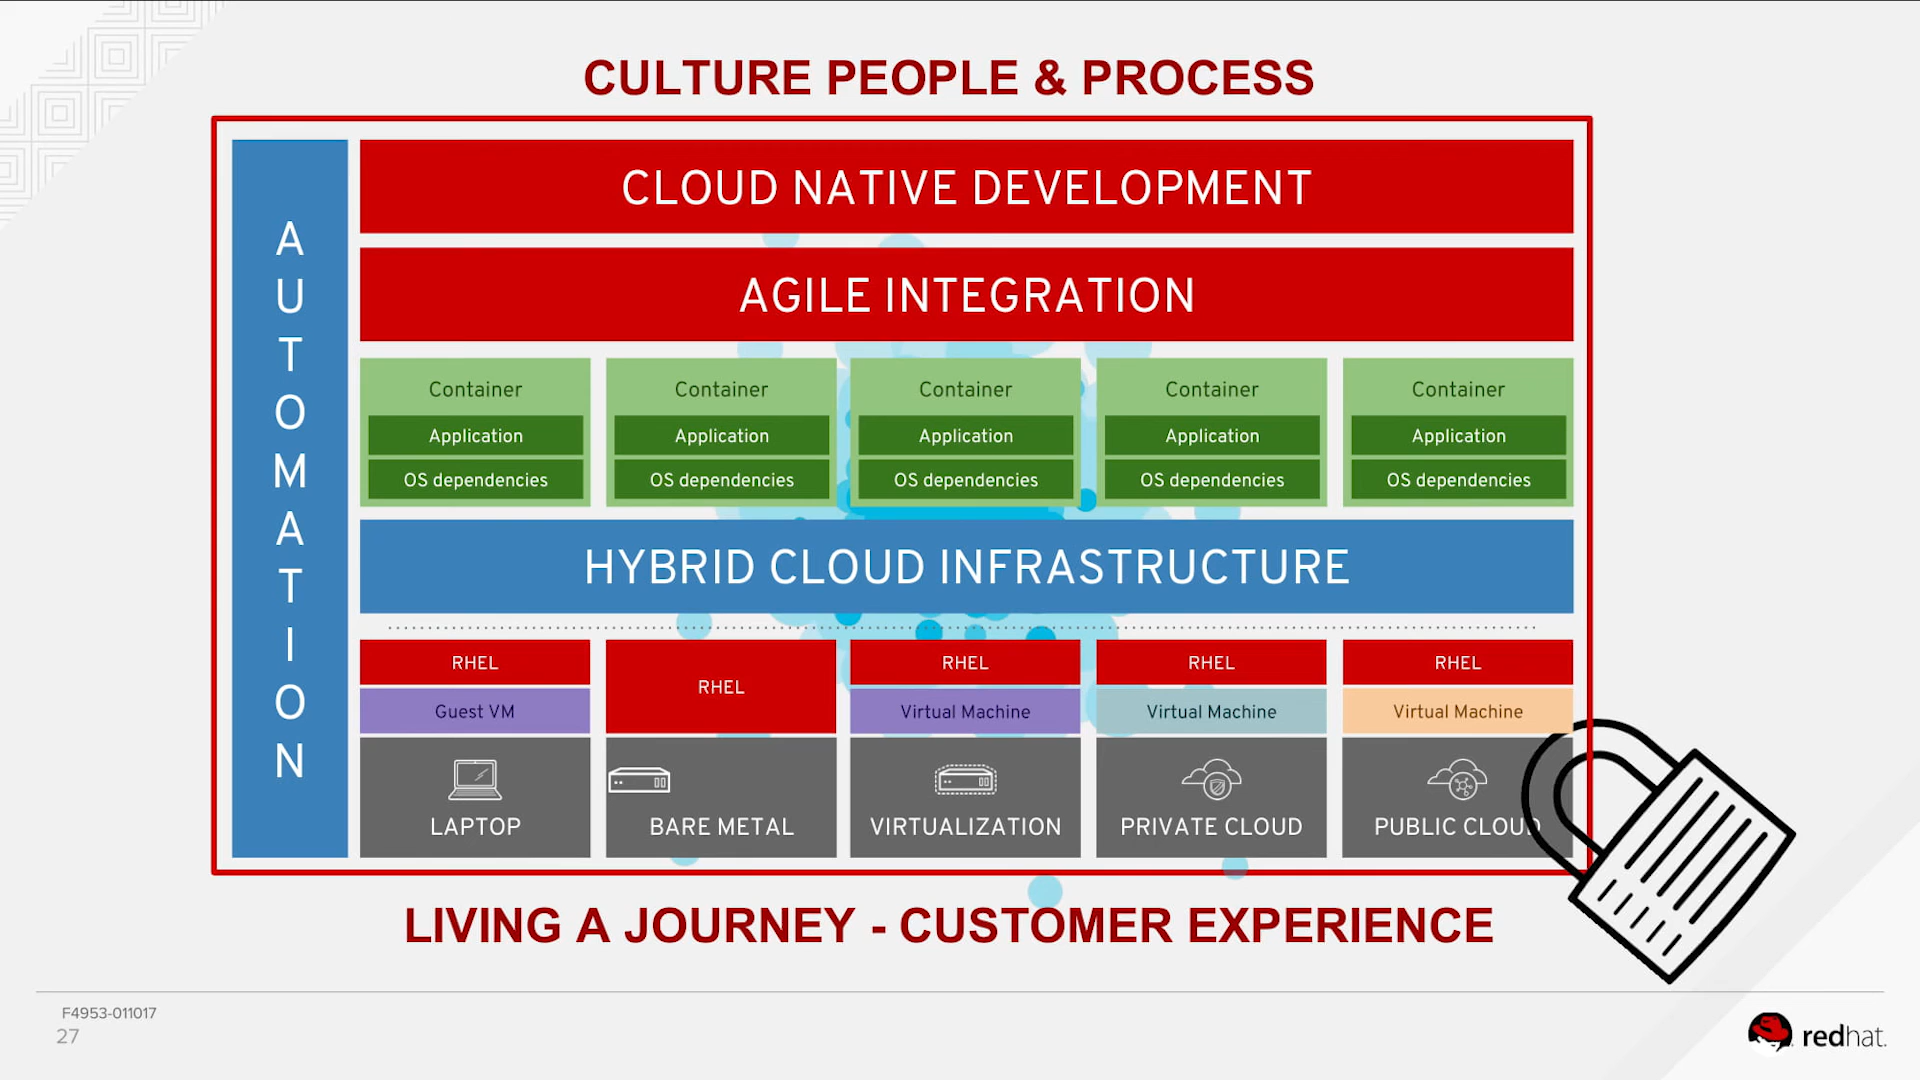 CULTURE PEOPLE & PROCESS
AUTOMATION
CLOUD NATIVE DEVELOPMENT
AGILE INTEGRATION
Container
Application
OS dependencies
Container
Application
OS dependencies
Container
Application
OS dependencies
Container
Application
OS dependencies
Container
Application
OS dependencies
HYBRID CLOUD INFRASTRUCTURE
RHEL
Guest VM
LAPTOP
RHEL
BARE METAL
RHEL
Virtual Machine
VIRTUALIZATION
RHEL
Virtual Machine
PRIVATE CLOUD
RHEL
Virtual Machine
PUBLIC CLOUD
LIVING A JOURNEY - CUSTOMER EXPERIENCE
F4953-011017
27
redhat.